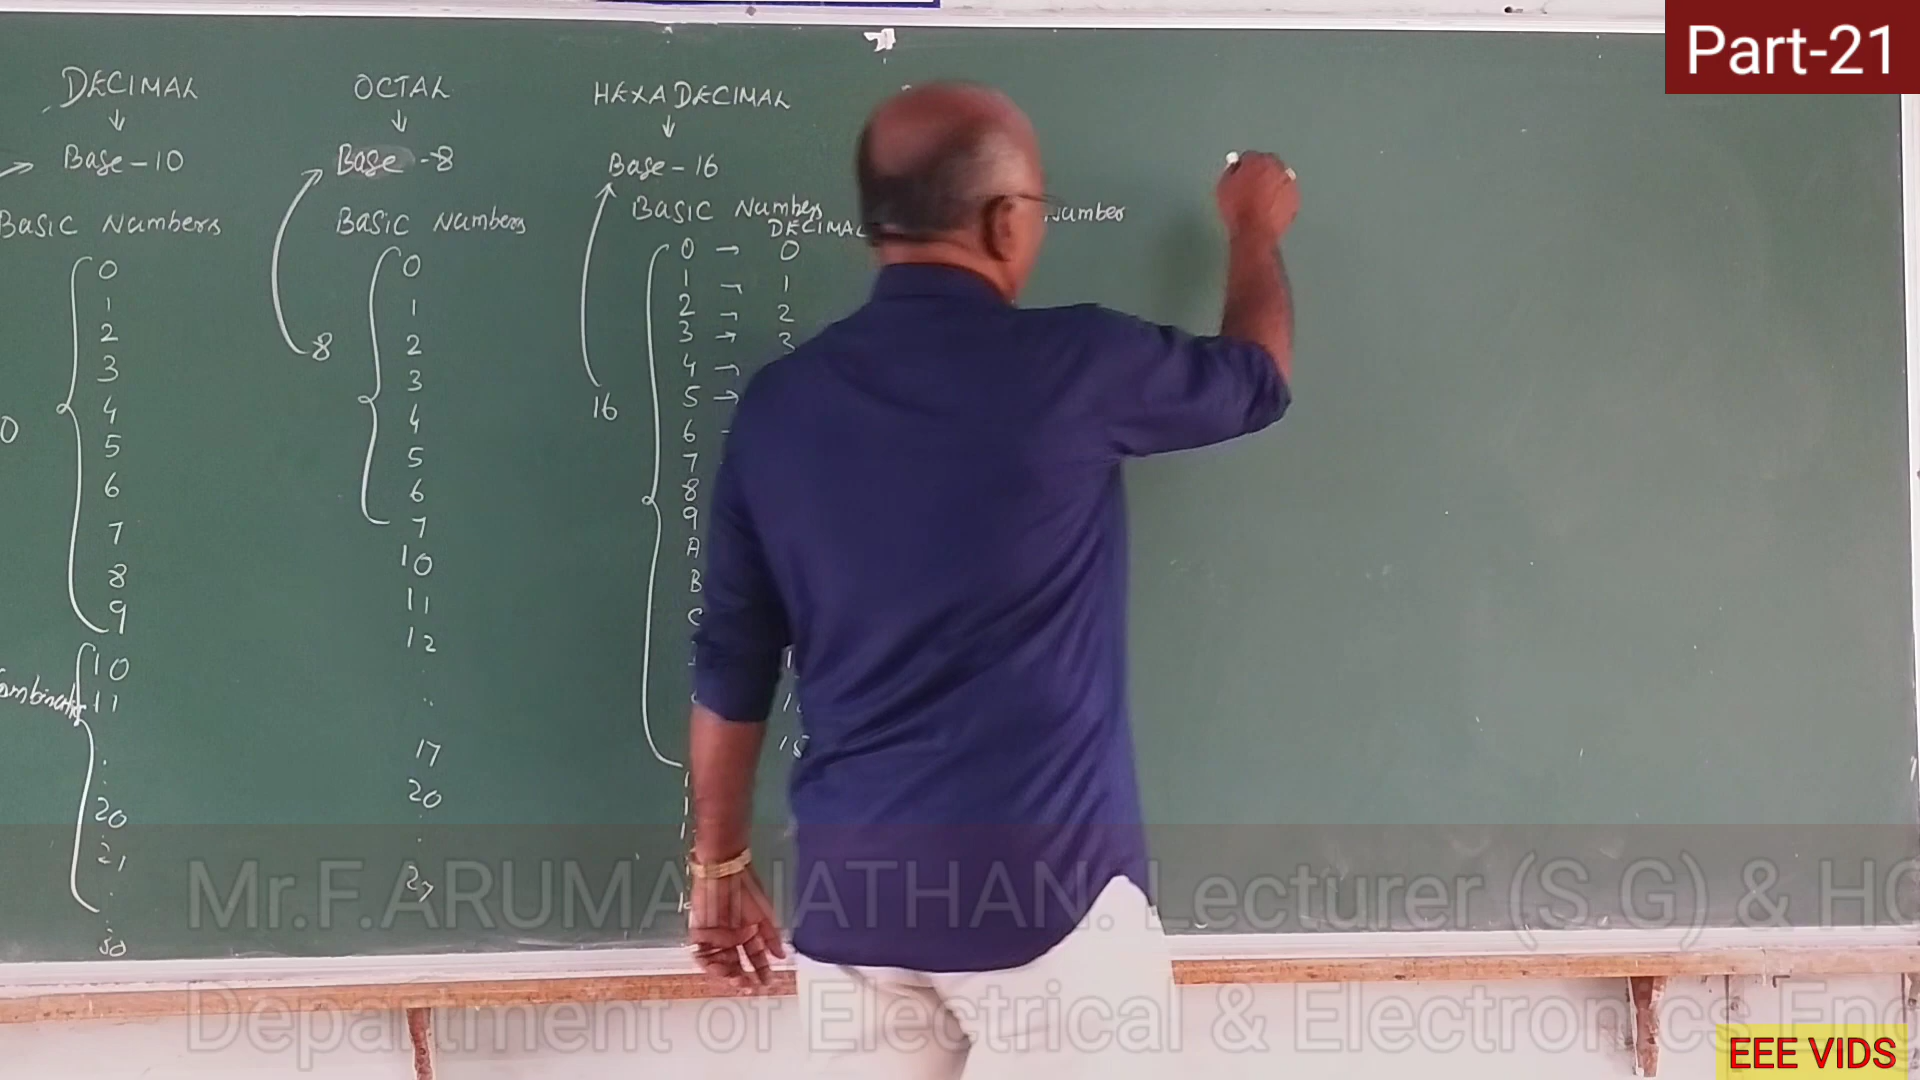 Part-21
DECIMAL
Base-10
BASIC Numbers
0
1
2
3
4
5
6
7
8
9
10
11
20
21
30
OCTAL
Base-8
BASIC Numbers
8
0
1
2
3
4
5
6
7
10
11
12
17
20
27
HEXADECIMAL
Base-16
BASIC Numbers
DECIMAL
Number
16
0 → 0
1 → 1
2 → 2
3 → 3
4 →
5 →
6
7
8
9
A
B
C
15
Mr.F.ARUMAINATHAN. Lecturer (S G) & HO
Department of Electrical & Electronics Eng
EEE VIDS